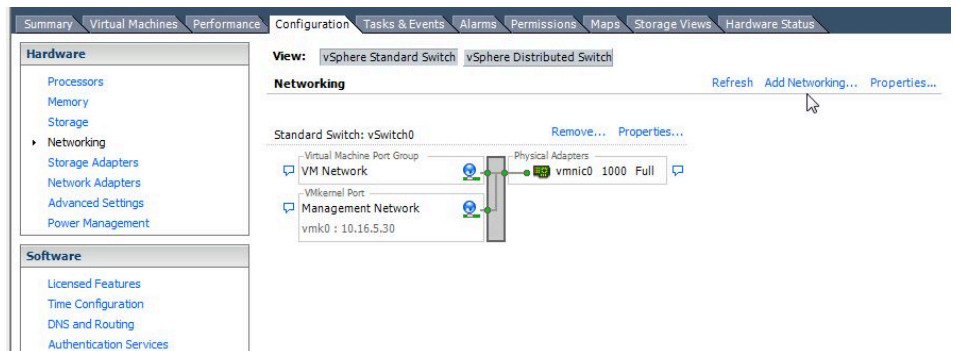 Summary Virtual Machines Performance Configuration Tasks & Events Alarms Permissions Maps Storage Views Hardware Status
Hardware
Processors
Memory
Storage
Networking
Storage Adapters
Network Adapters
Advanced Settings
Power Management
Software
Licensed Features
Time Configuration
DNS and Routing
Authentication Services
View: vSphere Standard Switch vSphere Distributed Switch
Networking
Refresh Add Networking... Properties...
Standard Switch: vSwitch0 Remove... Properties...
Virtual Machine Port Group
VM Network
Physical Adapters
vmnic0 1000 Full
VMkernel Port
Management Network
vmk0 : 10.16.5.30